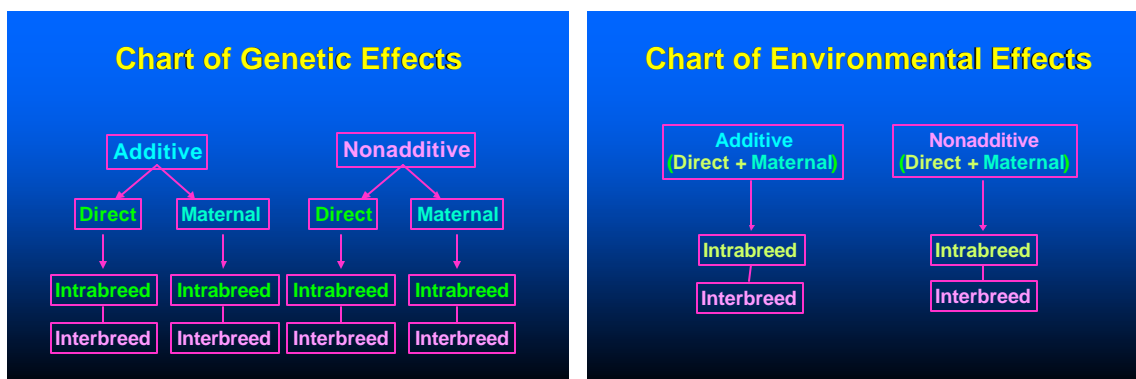 Chart of Genetic Effects
Additive
Nonadditive
Direct
Maternal
Direct
Maternal
Intrabreed
Intrabreed
Intrabreed
Intrabreed
Interbreed
Interbreed
Interbreed
Interbreed
Chart of Environmental Effects
Additive
(Direct + Maternal)
Nonadditive
(Direct + Maternal)
Intrabreed
Intrabreed
Interbreed
Interbreed